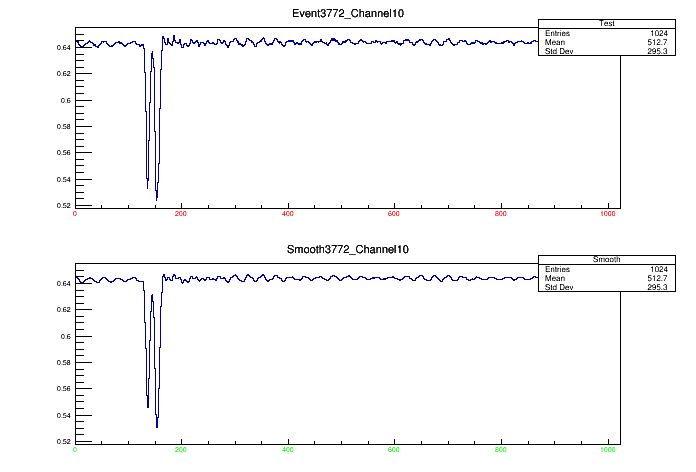 Event3772_Channel10
Test
Entries 1024
Mean 512.7
Std Dev 295.3
0.64
0.62
0.6
0.58
0.56
0.54
0.52
0 200 400 600 800 1000
Smooth3772_Channel10
Smooth
Entries 1024
Mean 512.7
Std Dev 295.3
0.64
0.62
0.6
0.58
0.56
0.54
0.52
0 200 400 600 800 1000